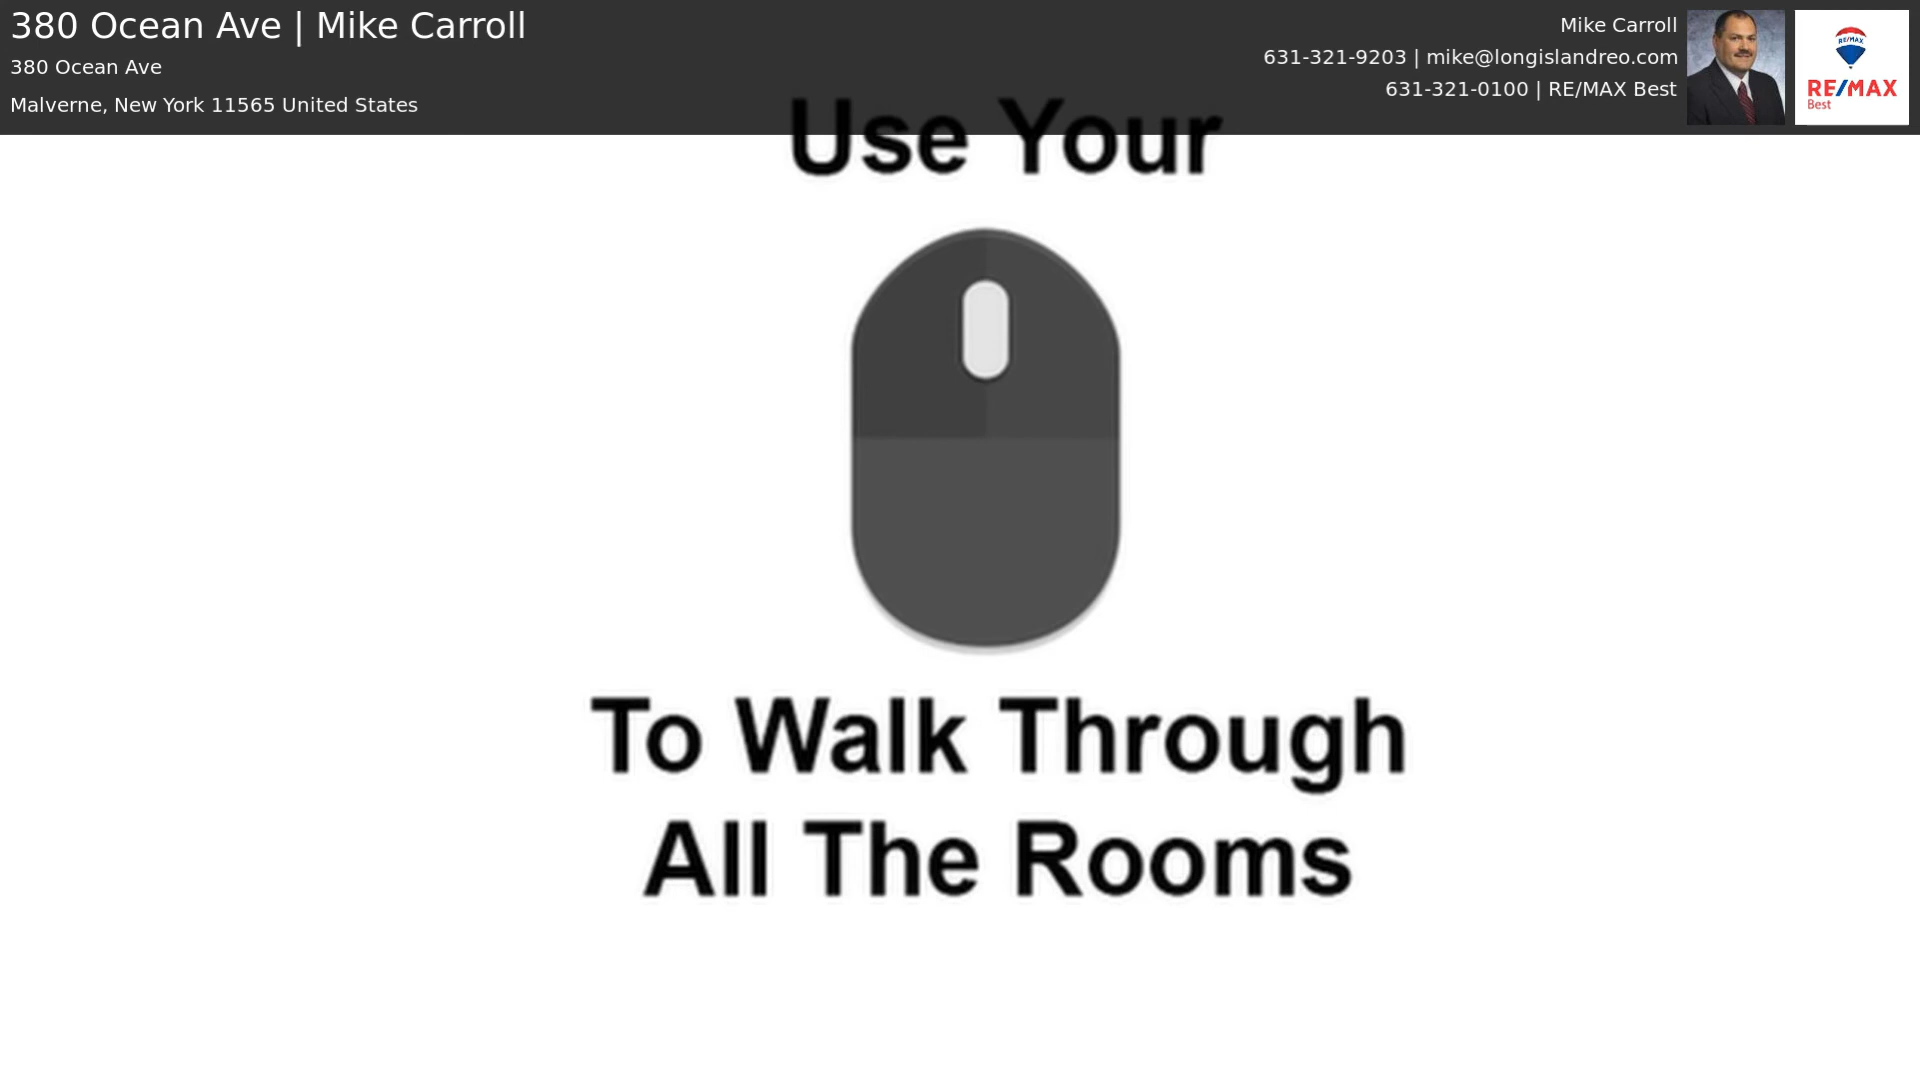 380 Ocean Ave | Mike Carroll
380 Ocean Ave
Malverne, New York 11565 United States
Mike Carroll
631-321-9203 | mike@longislandreo.com
631-321-0100 | RE/MAX Best
RE/MAX
RE/MAX
Best
Use Your
To Walk Through
All The Rooms